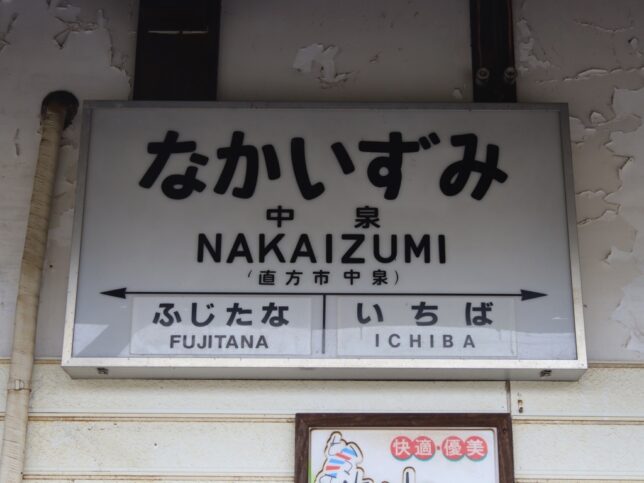 なかいずみ
中泉
NAKAIZUMI
(直方市中泉)
ふじたな いちば
FUJITANA ICHIBA
快適・優美